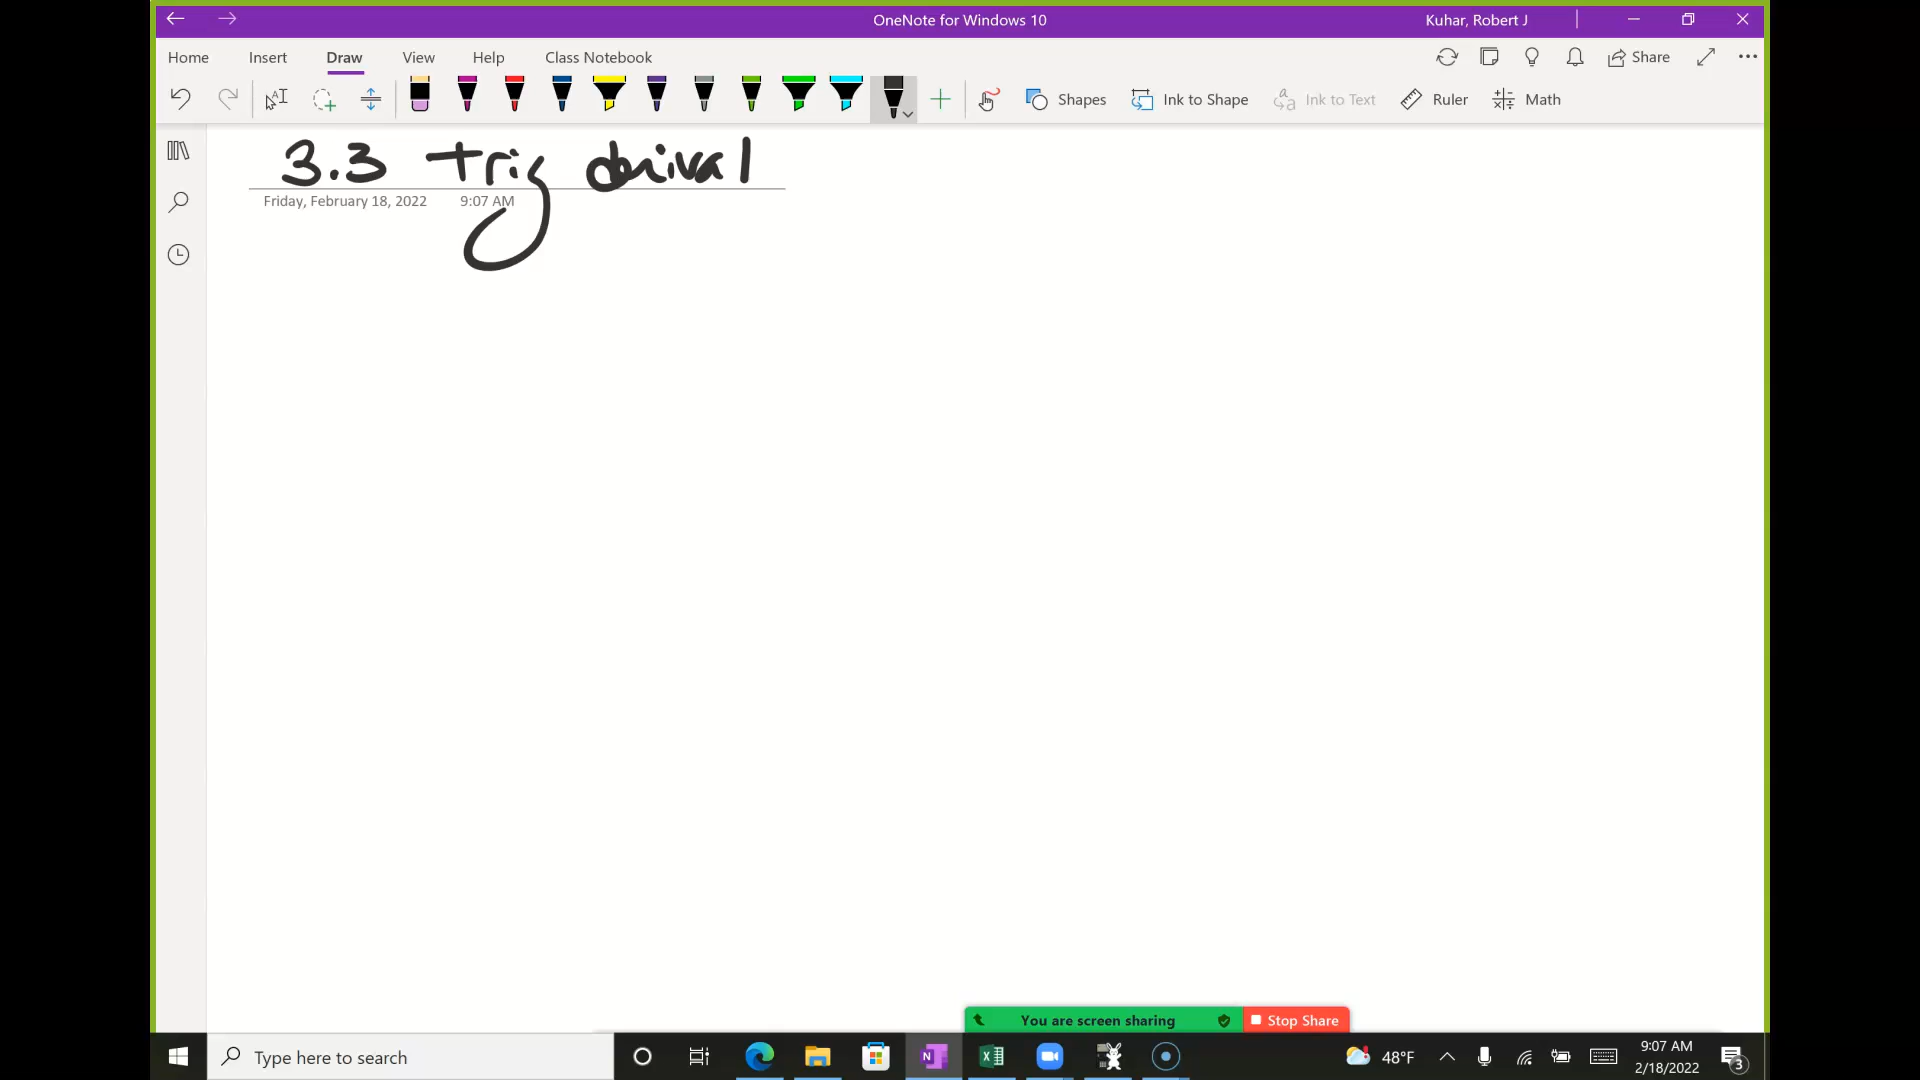 OneNote for Windows 10
Kuhar, Robert J
Home Insert Draw View Help Class Notebook
Share
Shapes Ink to Shape Ink to Text Ruler Math
3.3 trig
Friday, February 18, 2022 9:07 AM
You are screen sharing Stop Share
Type here to search
48°F
9:07 AM
2/18/2022
3